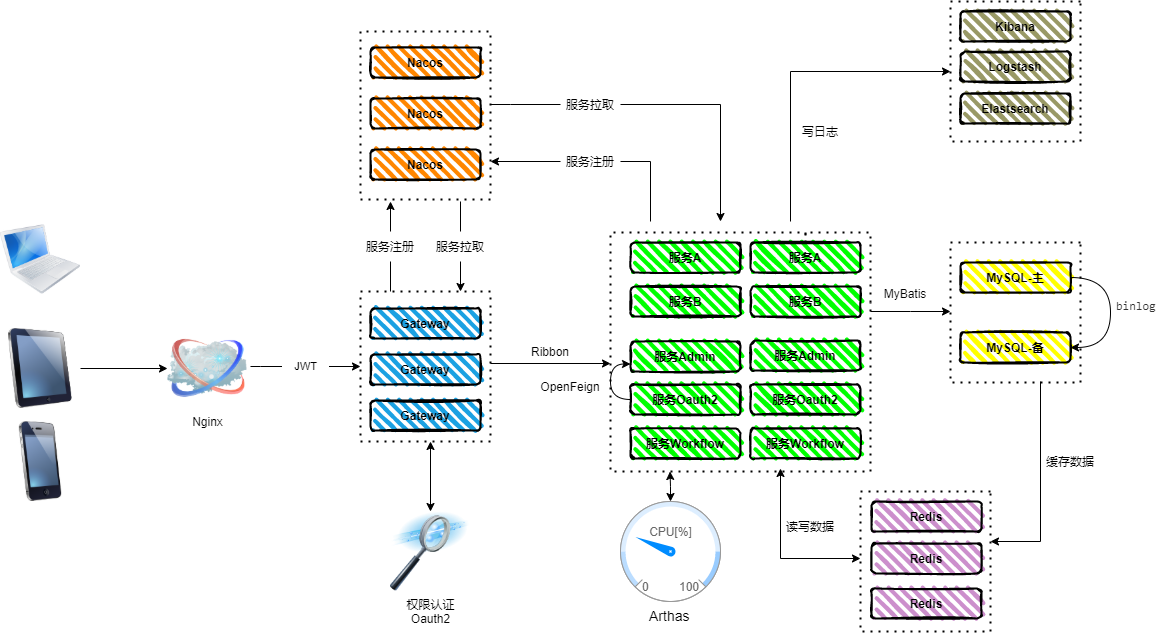 Kibana
Logstash
Elastsearch
Nacos
Nacos
Nacos
服务拉取
服务注册
写日志
服务注册
服务拉取
服务A
服务A
服务B
服务B
服务Admin
服务Admin
服务Oauth2
服务Oauth2
服务Workflow
服务Workflow
MyBatis
MySQL-主
MySQL-备
binlog
Gateway
Gateway
Gateway
Ribbon
OpenFeign
JWT
Nginx
缓存数据
读写数据
Redis
Redis
Redis
CPU[%]
0
100
Arthas
权限认证
Oauth2